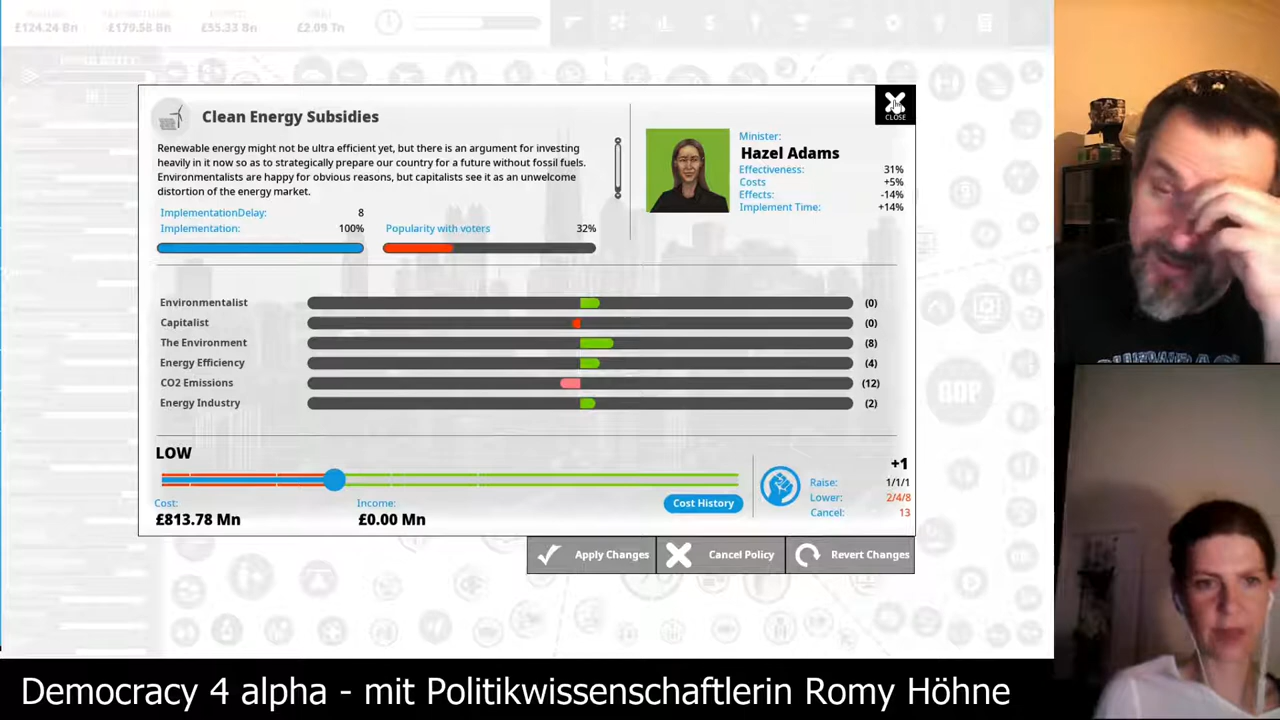 £124.24 Bn £179.58 Bn £55.33 Bn £2.09 Tn
Clean Energy Subsidies
Renewable energy might not be ultra efficient yet, but there is an argument for investing
heavily in it now so as to strategically prepare our country for a future without fossil fuels.
Environmentalists are happy for obvious reasons, but capitalists see it as an unwelcome
distortion of the energy market.
ImplementationDelay: 8
Implementation: 100%
Popularity with voters 32%
CLOSE
Minister:
Hazel Adams
Effectiveness: 31%
Costs +5%
Effects: -14%
Implement Time: +14%
Environmentalist (0)
Capitalist (0)
The Environment (8)
Energy Efficiency (4)
CO2 Emissions (12)
Energy Industry (2)
LOW
Cost: Income:
£813.78 Mn £0.00 Mn
Cost History
+1
Raise: 1/1/1
Lower: 2/4/8
Cancel: 13
Apply Changes Cancel Policy Revert Changes
GDP
Democracy 4 alpha - mit Politikwissenschaftlerin Romy Höhne